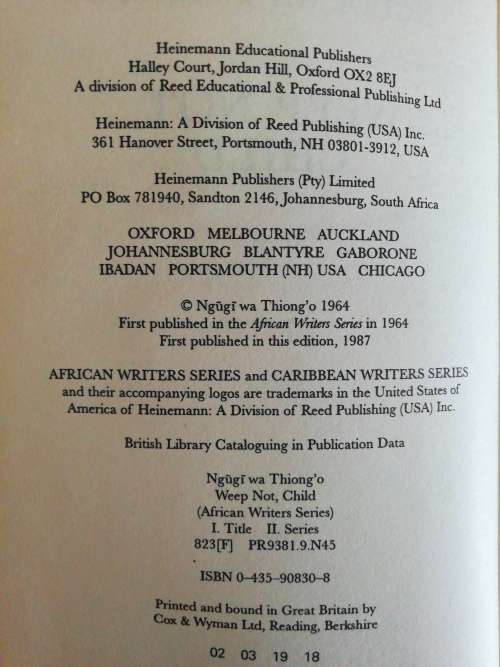 Heinemann Educational Publishers
Halley Court, Jordan Hill, Oxford OX2 8EJ
A division of Reed Educational & Professional Publishing Ltd
Heinemann: A Division of Reed Publishing (USA) Inc.
361 Hanover Street, Portsmouth, NH 03801-3912, USA
Heinemann Publishers (Pty) Limited
PO Box 781940, Sandton 2146, Johannesburg, South Africa
OXFORD MELBOURNE AUCKLAND
JOHANNESBURG BLANTYRE GABORONE
IBADAN PORTSMOUTH (NH) USA CHICAGO
© Ngũgĩ wa Thiong'o 1964
First published in the African Writers Series in 1964
First published in this edition, 1987
AFRICAN WRITERS SERIES and CARIBBEAN WRITERS SERIES
and their accompanying logos are trademarks in the United States of
America of Heinemann: A Division of Reed Publishing (USA) Inc.
British Library Cataloguing in Publication Data
Ngũgĩ wa Thiong'o
Weep Not, Child
(African Writers Series)
I. Title II. Series
823[F] PR9381.9.N45
ISBN 0–435–90830–8
Printed and bound in Great Britain by
Cox & Wyman Ltd, Reading, Berkshire
02 03 19 18